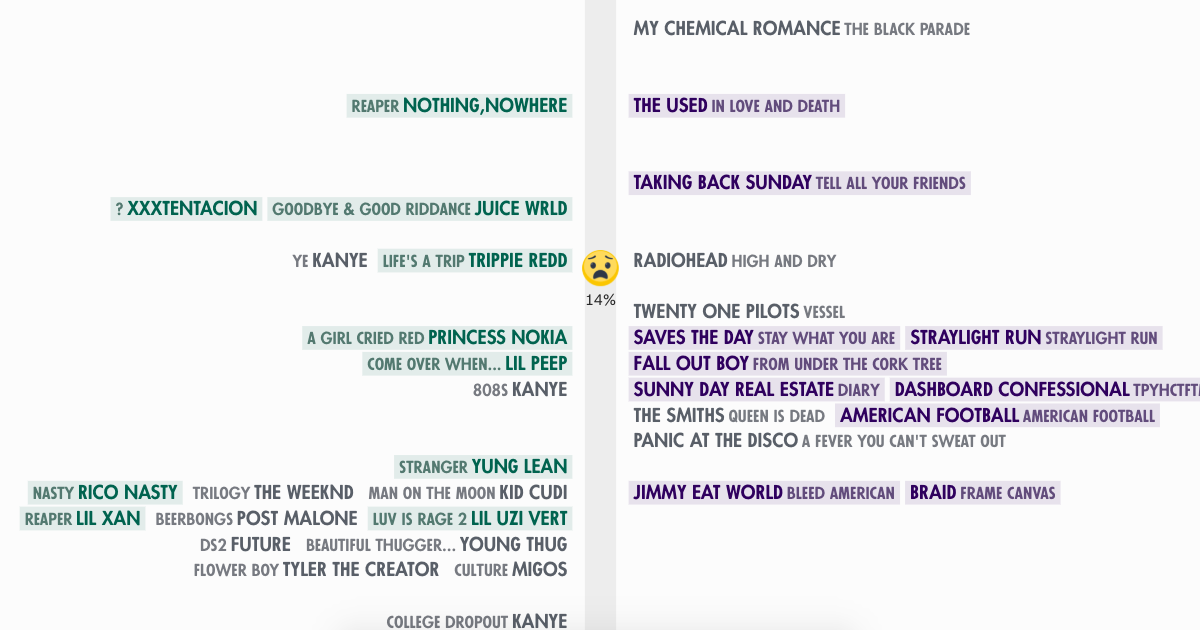 MY CHEMICAL ROMANCE THE BLACK PARADE
REAPER NOTHING,NOWHERE THE USED IN LOVE AND DEATH
TAKING BACK SUNDAY TELL ALL YOUR FRIENDS
? XXXTENTACION GOODBYE & GOOD RIDDANCE JUICE WRLD
YE KANYE LIFE'S A TRIP TRIPPIE REDD RADIOHEAD HIGH AND DRY
14%
TWENTY ONE PILOTS VESSEL
A GIRL CRIED RED PRINCESS NOKIA SAVES THE DAY STAY WHAT YOU ARE STRAYLIGHT RUN STRAYLIGHT RUN
COME OVER WHEN... LIL PEEP FALL OUT BOY FROM UNDER THE CORK TREE
808S KANYE SUNNY DAY REAL ESTATE DIARY DASHBOARD CONFESSIONAL
THE SMITHS QUEEN IS DEAD AMERICAN FOOTBALL AMERICAN FOOTBALL
PANIC AT THE DISCO A FEVER YOU CAN'T SWEAT OUT
STRANGER YUNG LEAN
NASTY RICO NASTY TRILOGY THE WEEKND MAN ON THE MOON KID CUDI JIMMY EAT WORLD BLEED AMERICAN BRAID FRAME CANVAS
REAPER LIL XAN BEERBONGS POST MALONE LUV IS RAGE 2 LIL UZI VERT
DS2 FUTURE BEAUTIFUL THUGGER... YOUNG THUG
FLOWER BOY TYLER THE CREATOR CULTURE MIGOS
COLLEGE DROPOUT KANYE